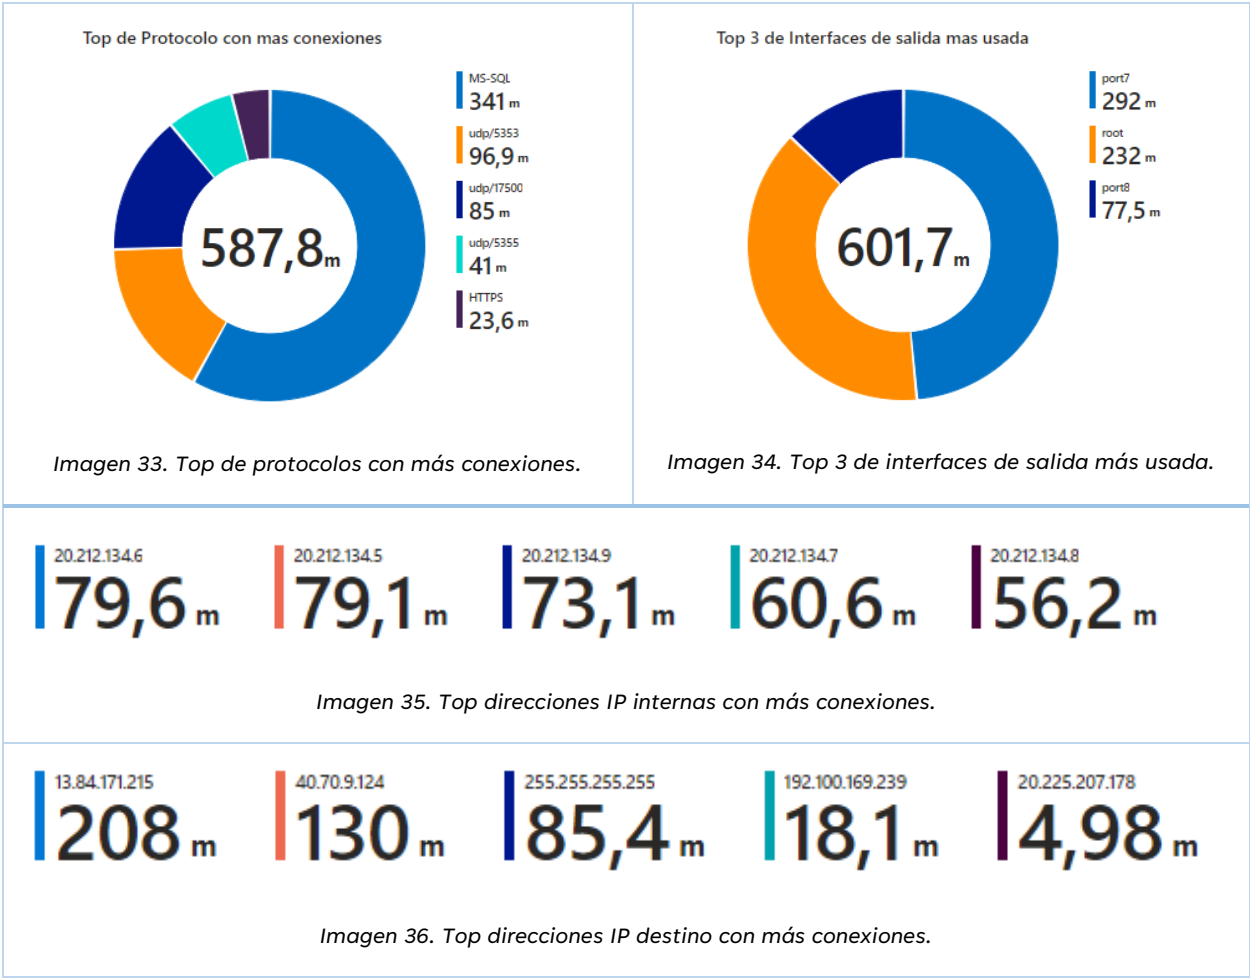 Top de Protocolo con mas conexiones
MS-SQL
341 m
udp/5353
96,9 m
udp/17500
85 m
udp/5355
41 m
HTTPS
23,6 m
587,8 m
Imagen 33. Top de protocolos con más conexiones.
Top 3 de Interfaces de salida mas usada
port7
292 m
root
232 m
port8
77,5 m
601,7 m
Imagen 34. Top 3 de interfaces de salida más usada.
20.212.134.6
79,6 m
20.212.134.5
79,1 m
20.212.134.9
73,1 m
20.212.134.7
60,6 m
20.212.134.8
56,2 m
Imagen 35. Top direcciones IP internas con más conexiones.
13.84.171.215
208 m
40.70.9.124
130 m
255.255.255.255
85,4 m
192.100.169.239
18,1 m
20.225.207.178
4,98 m
Imagen 36. Top direcciones IP destino con más conexiones.